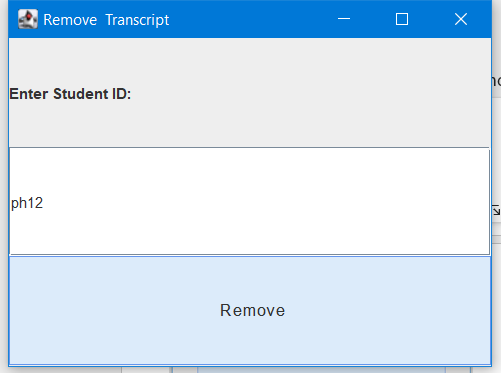 Remove  Transcript
Enter Student ID:
ph12
Remove